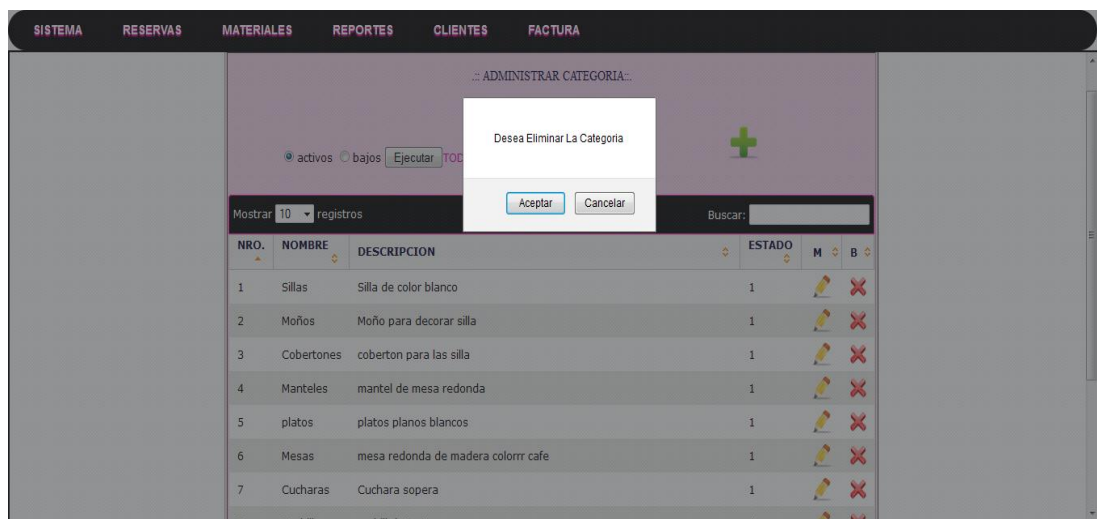 SISTEMA RESERVAS MATERIALES REPORTES CLIENTES FACTURA
.:: ADMINISTRAR CATEGORIA::.
Desea Eliminar La Categoria
activos bajos Ejecutar TOD
Aceptar Cancelar
Mostrar 10 registros Buscar:
NRO. NOMBRE DESCRIPCION ESTADO M B
1 Sillas Silla de color blanco 1
2 Moños Moño para decorar silla 1
3 Cobertones coberton para las silla 1
4 Manteles mantel de mesa redonda 1
5 platos platos planos blancos 1
6 Mesas mesa redonda de madera colorrr cafe 1
7 Cucharas Cuchara sopera 1